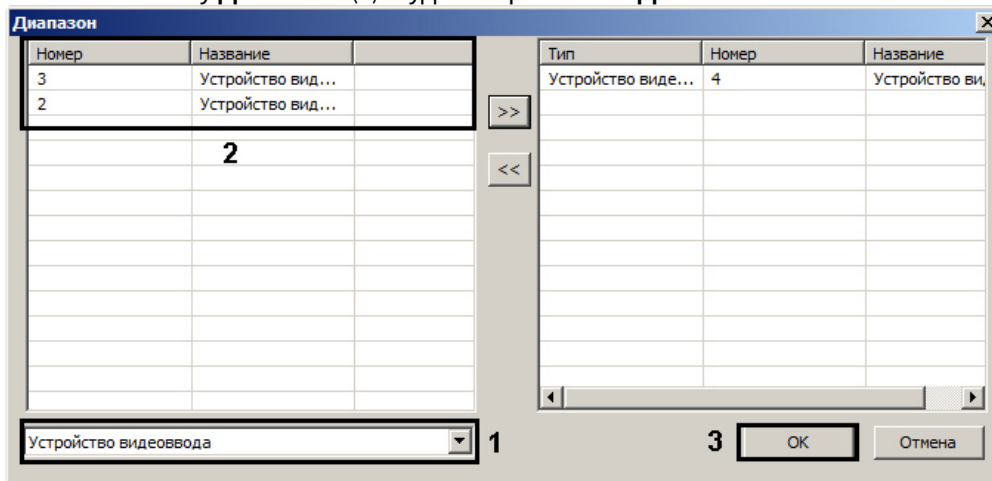 Диапазон
Номер Название Тип Номер Название
3 Устройство вид... Устройство виде... 4 Устройство ви
2 Устройство вид...
>>
2
<<
Устройство видеоввода 1 3 OK Отмена